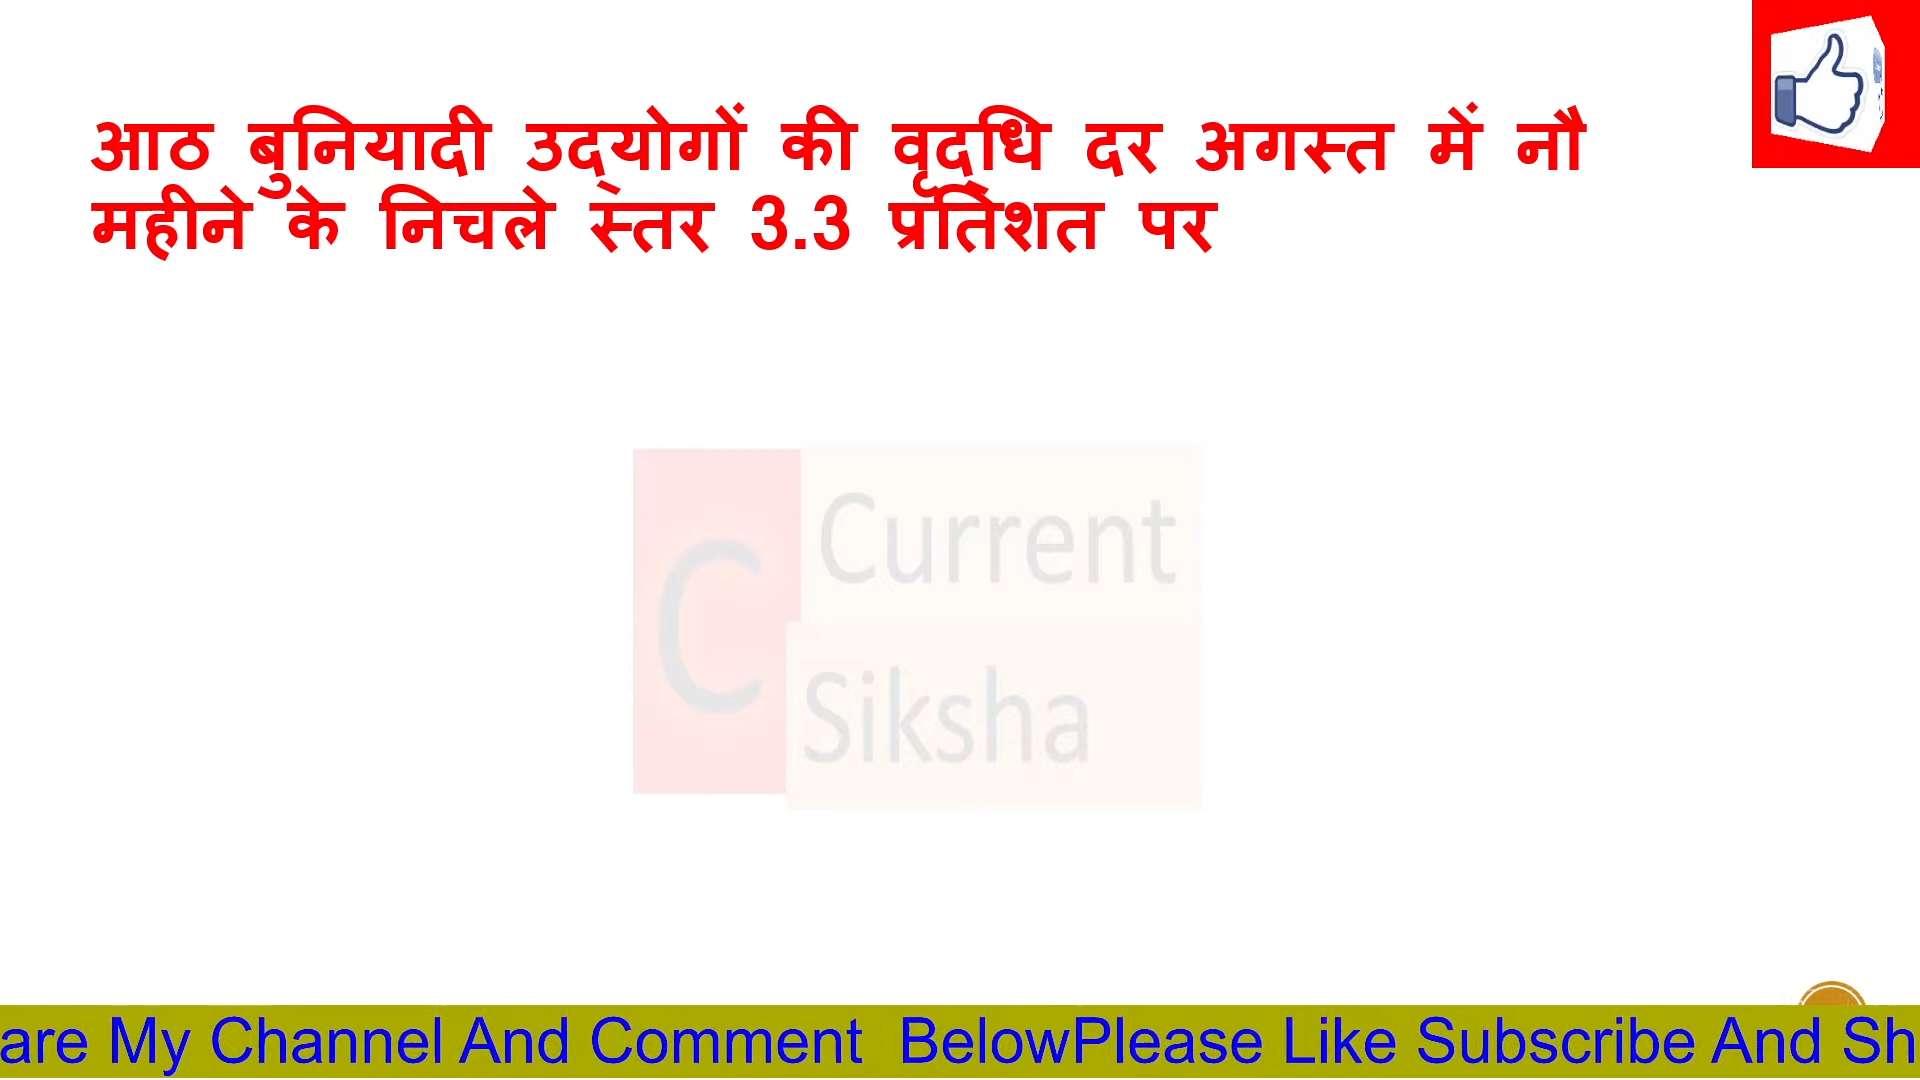 आठ बुनियादी उद्योगों की वृद्धि दर अगस्त में नौ
महीने के निचले स्तर 3.3 प्रतिशत पर
C
Current
Siksha
are My Channel And Comment BelowPlease Like Subscribe And Sh